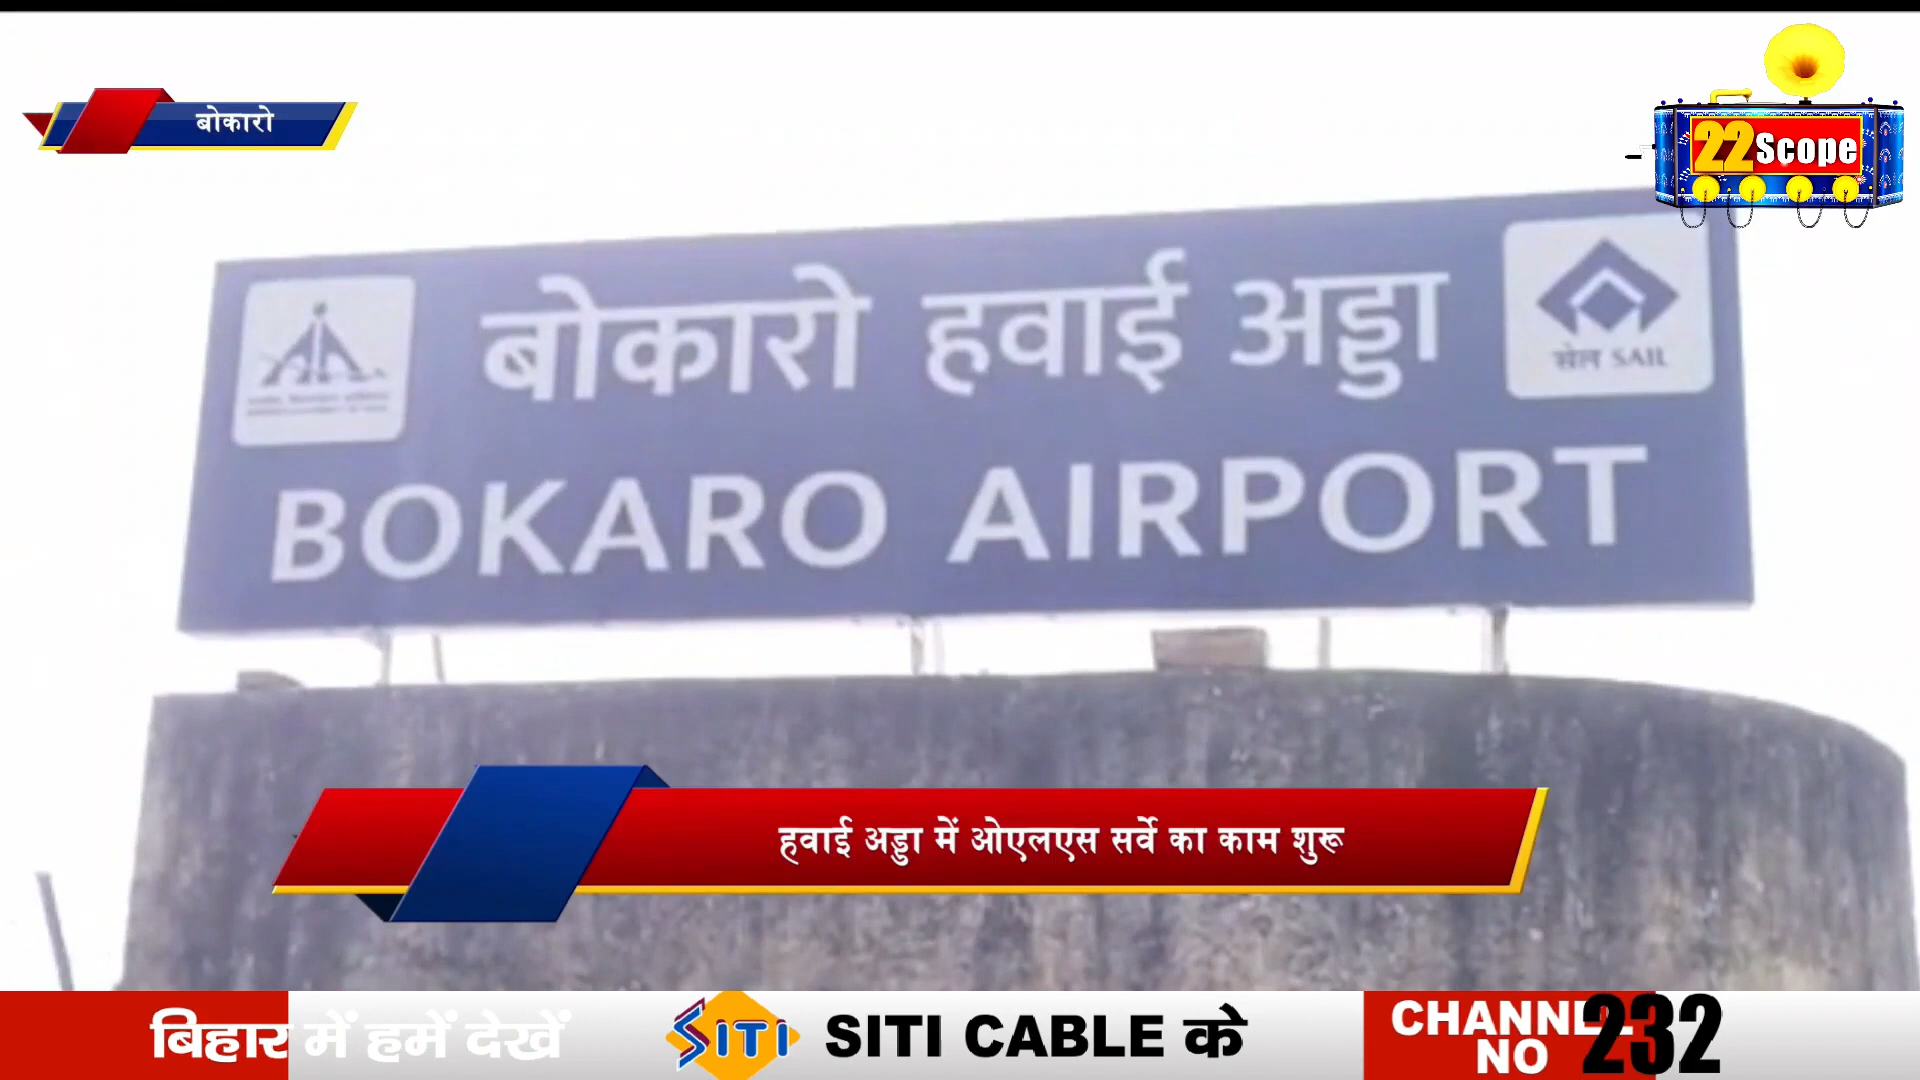 बोकारो
22Scope
बोकारो हवाई अड्डा
सेल SAIL
BOKARO AIRPORT
हवाई अड्डा में ओएलएस सर्वे का काम शुरू
बिहार में हमें देखें
SITI
SITI CABLE के
CHANNEL
NO
232